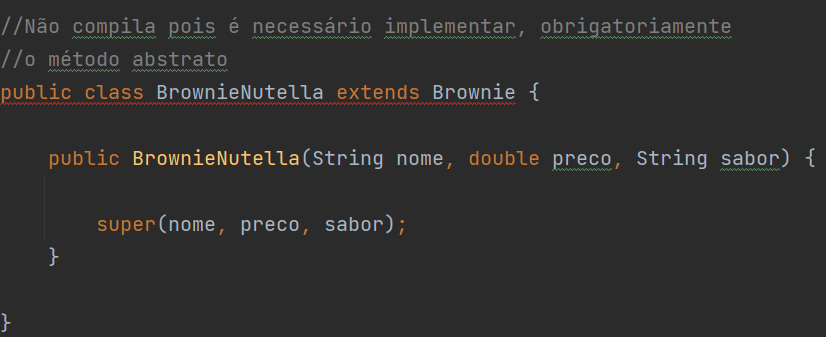 //Não compila pois é necessário implementar, obrigatoriamente
//o método abstrato
public class BrownieNutella extends Brownie {
public BrownieNutella(String nome, double preco, String sabor) {
super(nome, preco, sabor);
}
}